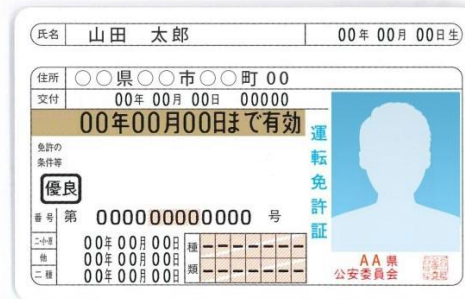 氏名 山田 太郎 00年 00月 00日生
住所 ○○県○○市○○町 00
交付 00年 00月 00日 00000
00年00月00日まで有効
免許の
条件等
優良
番号 第 000000000000 号
二・小・原 00年 00月 00日
他 00年 00月 00日
二種 00年 00月 00日
種類 - - - - - - -
- - - - - - -
運転免許証
AA県
公安委員会